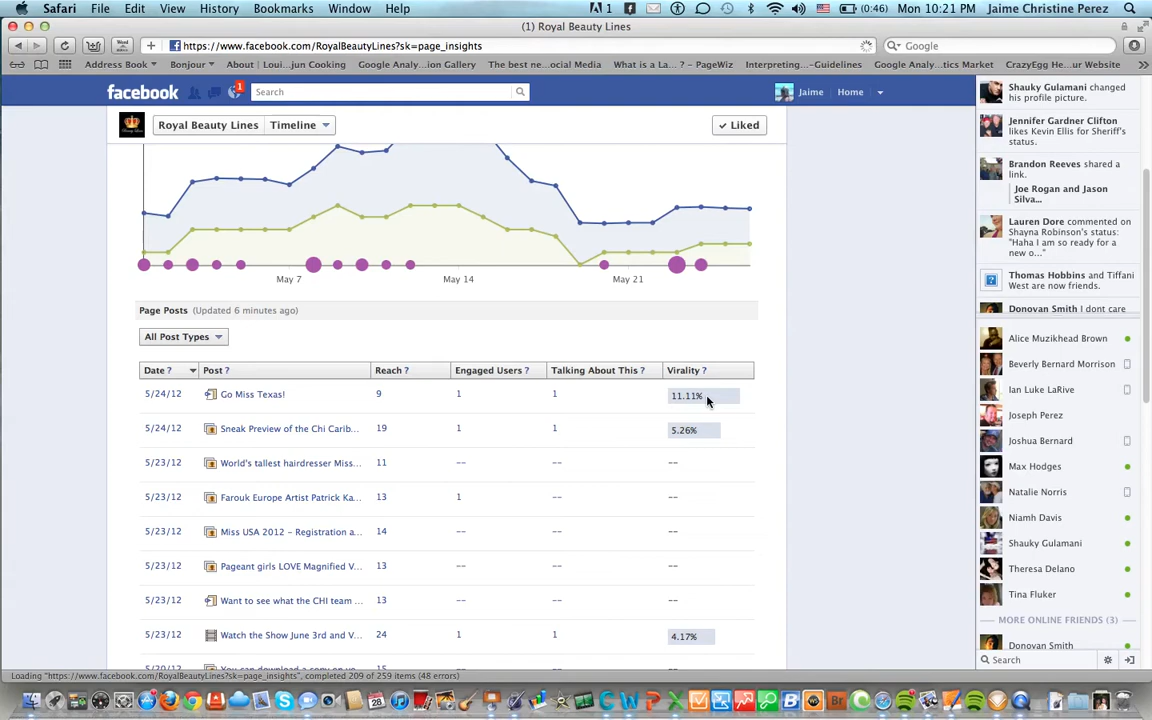 Safari File Edit View History Bookmarks Window Help
1 (0:46) Mon 10:21 PM Jaime Christine Perez
(1) Royal Beauty Lines
https://www.facebook.com/RoyalBeautyLines?sk=page_insights
Google
Address Book Bonjour About | Loui...jun Cooking Google Analy...ion Gallery The best ne...ocial Media What is a La... ? – PageWiz Interpreting...–Guidelines Google Analy...tics Market CrazyEgg He...ur Website
facebook 1 Search Jaime Home
Royal Beauty Lines Timeline Liked
May 7 May 14 May 21
Page Posts (Updated 6 minutes ago)
All Post Types
Date ? Post ? Reach ? Engaged Users ? Talking About This ? Virality ?
5/24/12 Go Miss Texas! 9 1 1 11.11%
5/24/12 Sneak Preview of the Chi Carib... 19 1 1 5.26%
5/23/12 World's tallest hairdresser Miss... 11 -- -- --
5/23/12 Farouk Europe Artist Patrick Ka... 13 1 -- --
5/23/12 Miss USA 2012 – Registration a... 14 -- -- --
5/23/12 Pageant girls LOVE Magnified V... 13 -- -- --
5/23/12 Want to see what the CHI team ... 13 -- -- --
5/23/12 Watch the Show June 3rd and V... 24 1 1 4.17%
Shauky Gulamani changed
his profile picture.
Jennifer Gardner Clifton
likes Kevin Ellis for Sheriff's
status.
Brandon Reeves shared a
link.
Joe Rogan and Jason
Silva...
Lauren Dore commented on
Shayna Robinson's status:
"Haha I am so ready for a
new o..."
Thomas Hobbins and Tiffani
West are now friends.
Donovan Smith I dont care
Alice Muzikhead Brown
Beverly Bernard Morrison
Ian Luke LaRive
Joseph Perez
Joshua Bernard
Max Hodges
Natalie Norris
Niamh Davis
Shauky Gulamani
Theresa Delano
Tina Fluker
MORE ONLINE FRIENDS (3)
Donovan Smith
Search
Loading "https://www.facebook.com/RoyalBeautyLines?sk=page_insights", completed 209 of 259 items (48 errors)